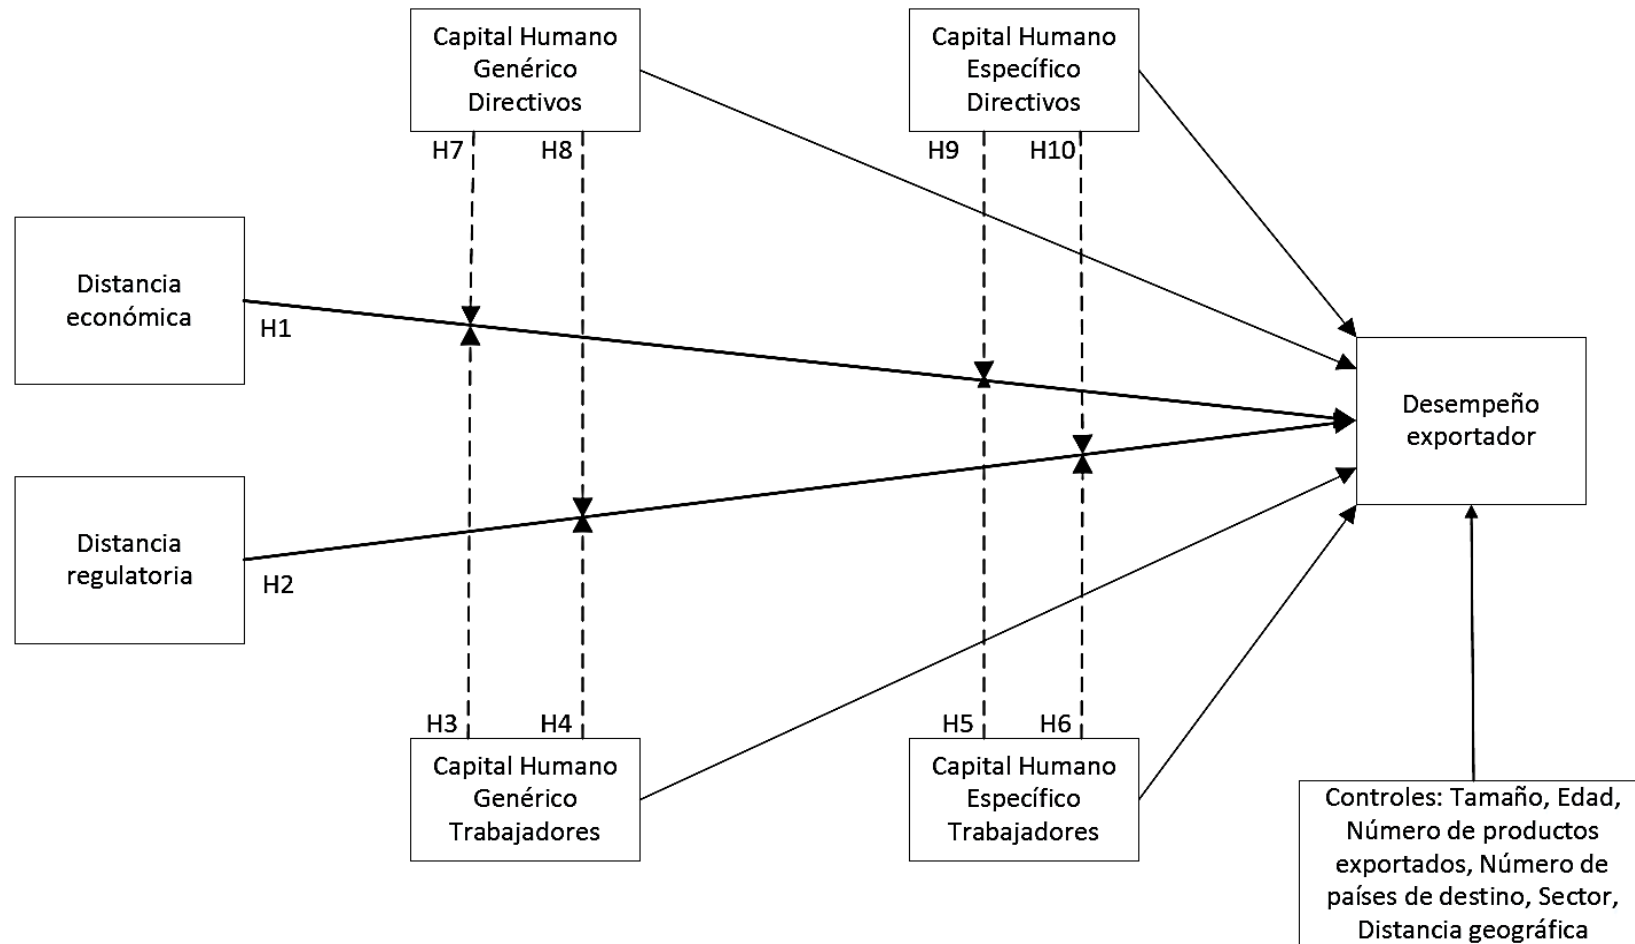 Capital Humano
Genérico
Directivos
Capital Humano
Específico
Directivos
H7
H8
H9
H10
Distancia
económica
H1
Desempeño
exportador
Distancia
regulatoria
H2
H3
H4
H5
H6
Capital Humano
Genérico
Trabajadores
Capital Humano
Específico
Trabajadores
Controles: Tamaño, Edad,
Número de productos
exportados, Número de
países de destino, Sector,
Distancia geográfica